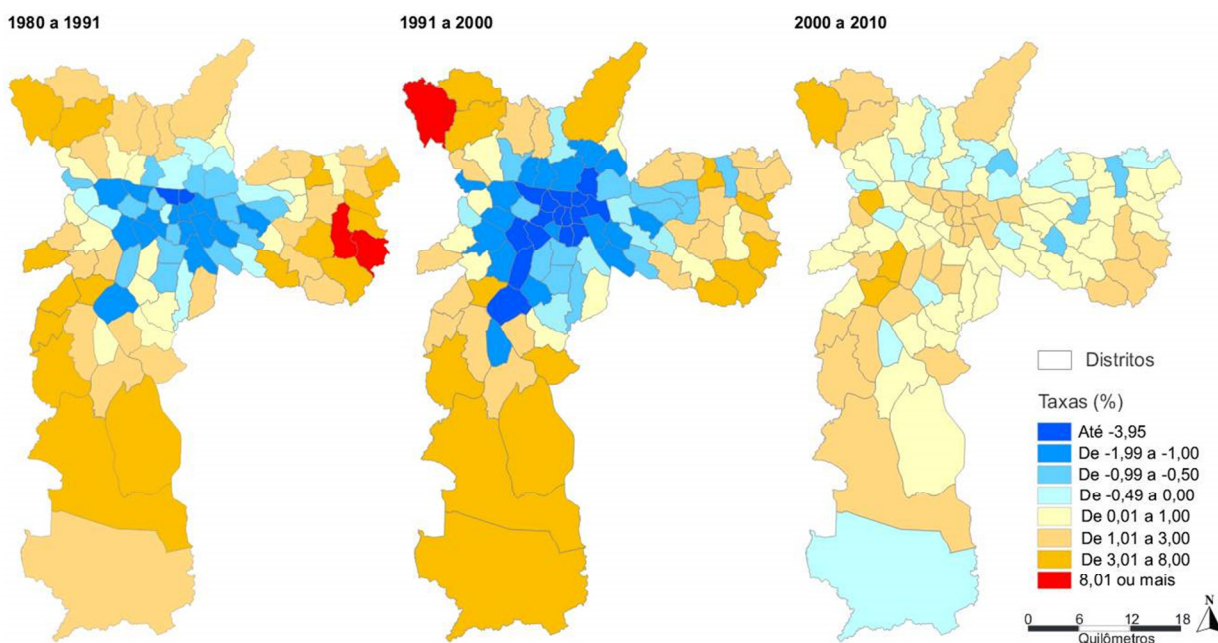 1980 a 1991
1991 a 2000
2000 a 2010
Distritos
Taxas (%)
Até -3,95
De -1,99 a -1,00
De -0,99 a -0,50
De -0,49 a 0,00
De 0,01 a 1,00
De 1,01 a 3,00
De 3,01 a 8,00
8,01 ou mais
N
0 6 12 18
Quilômetros